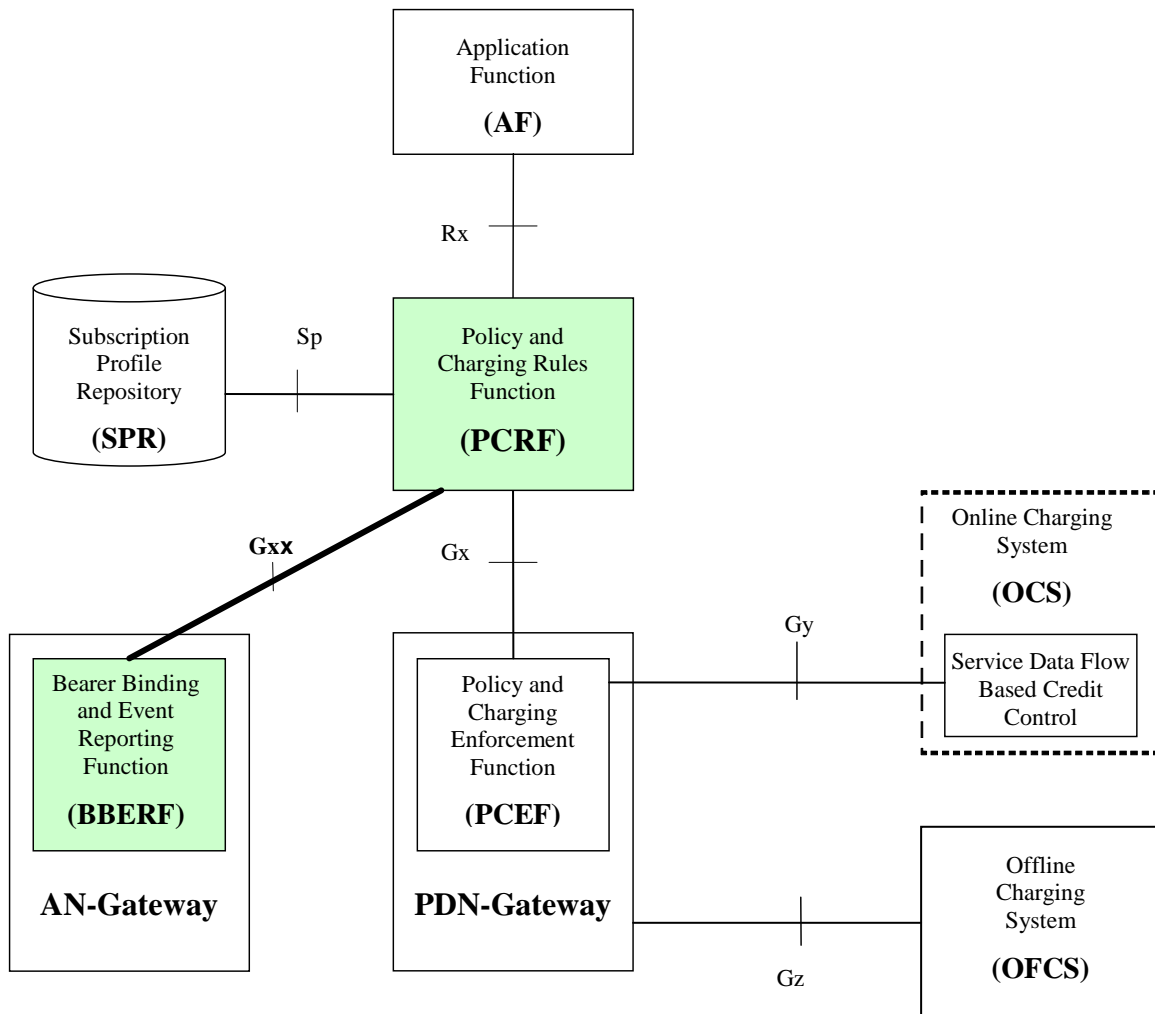 Application
Function
(AF)
Rx
Subscription
Profile
Repository
(SPR)
Sp
Policy and
Charging Rules
Function
(PCRF)
Gxx
Gx
Online Charging
System
(OCS)
Service Data Flow
Based Credit
Control
Gy
Bearer Binding
and Event
Reporting
Function
(BBERF)
AN-Gateway
Policy and
Charging
Enforcement
Function
(PCEF)
PDN-Gateway
Gz
Offline
Charging
System
(OFCS)